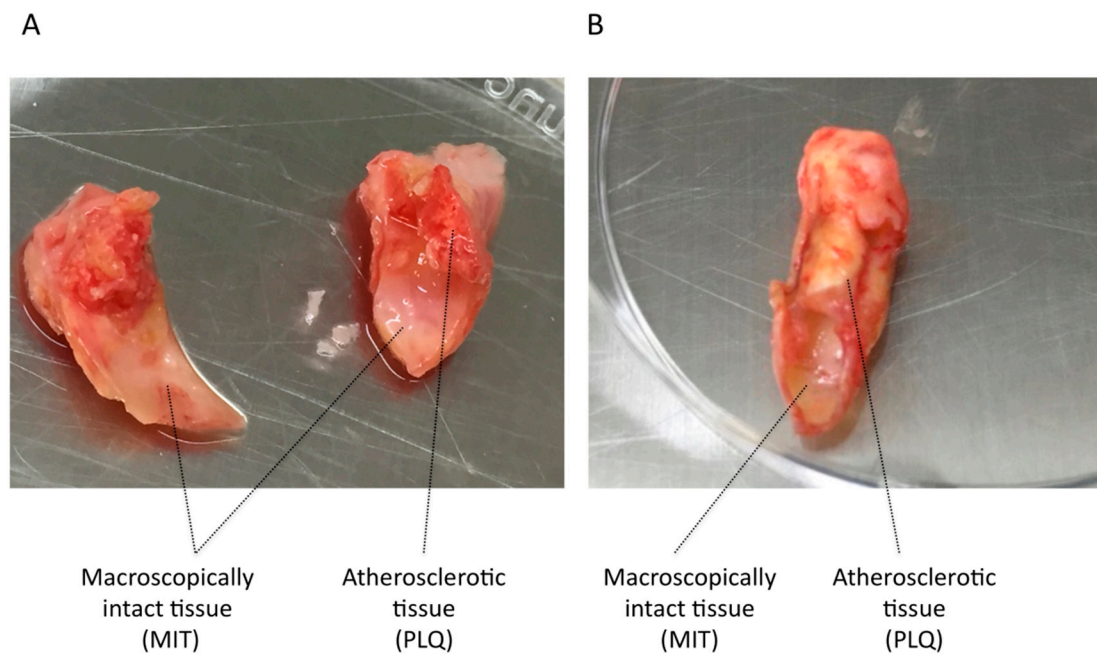 A
B
Macroscopically
intact tissue
(MIT)
Atherosclerotic
tissue
(PLQ)
Macroscopically
intact tissue
(MIT)
Atherosclerotic
tissue
(PLQ)